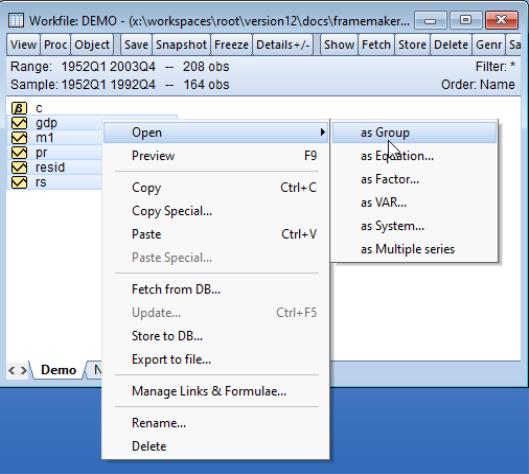 Workfile: DEMO - (x:\workspaces\root\version12\docs\framemaker...
View Proc Object Save Snapshot Freeze Details+/- Show Fetch Store Delete Genr Sa
Range: 1952Q1 2003Q4 -- 208 obs Filter: *
Sample: 1952Q1 1992Q4 -- 164 obs Order: Name
β c
gdp
m1
pr
resid
rs
Open
Preview F9
Copy Ctrl+C
Copy Special...
Paste Ctrl+V
Paste Special...
Fetch from DB...
Update... Ctrl+F5
Store to DB...
Export to file...
Manage Links & Formulae...
Rename...
Delete
as Group
as Equation...
as Factor...
as VAR...
as System...
as Multiple series
< > Demo N